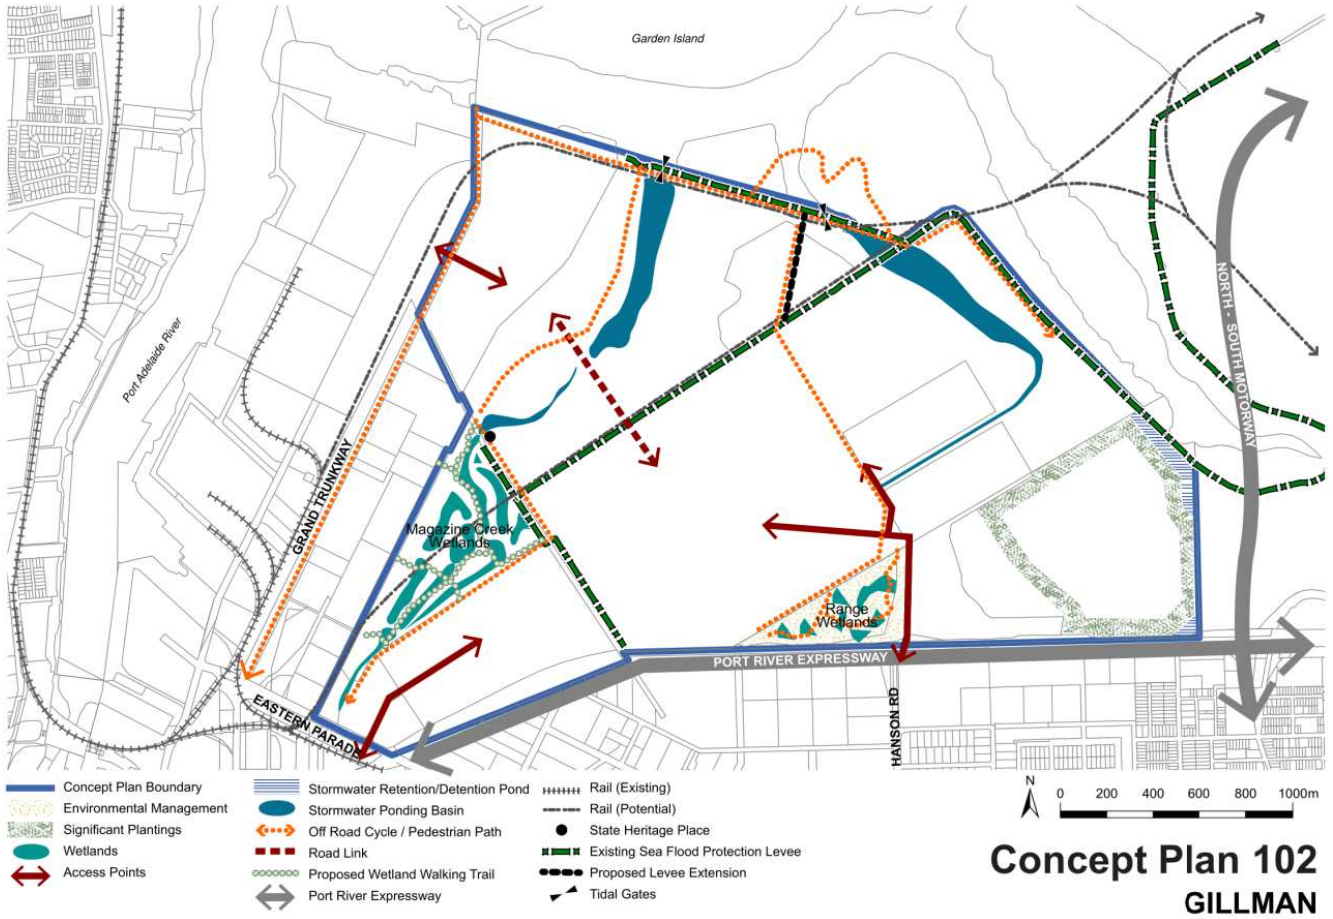 Garden Island
Port Adelaide River
GRAND TRUNKWAY
NORTH - SOUTH MOTORWAY
Magazine Creek
Wetlands
Range
Wetlands
PORT RIVER EXPRESSWAY
EASTERN PARADE
HANSON RD
Concept Plan Boundary
Environmental Management
Significant Plantings
Wetlands
Access Points
Stormwater Retention/Detention Pond
Stormwater Ponding Basin
Off Road Cycle / Pedestrian Path
Road Link
Proposed Wetland Walking Trail
Port River Expressway
Rail (Existing)
Rail (Potential)
State Heritage Place
Existing Sea Flood Protection Levee
Proposed Levee Extension
Tidal Gates
N
0 200 400 600 800 1000m
Concept Plan 102
GILLMAN